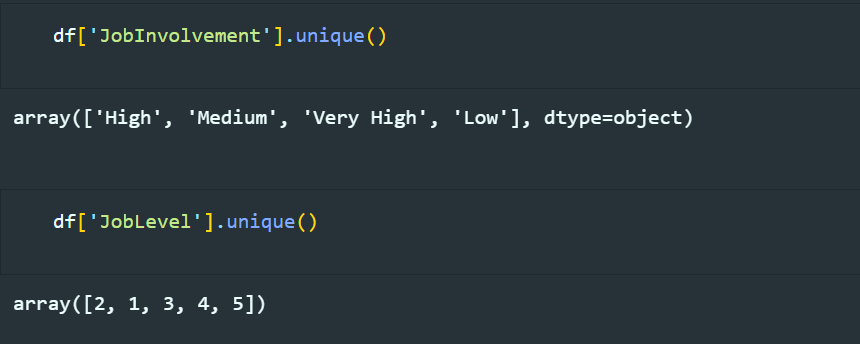 df['JobInvolvement'].unique()
array(['High', 'Medium', 'Very High', 'Low'], dtype=object)
df['JobLevel'].unique()
array([2, 1, 3, 4, 5])